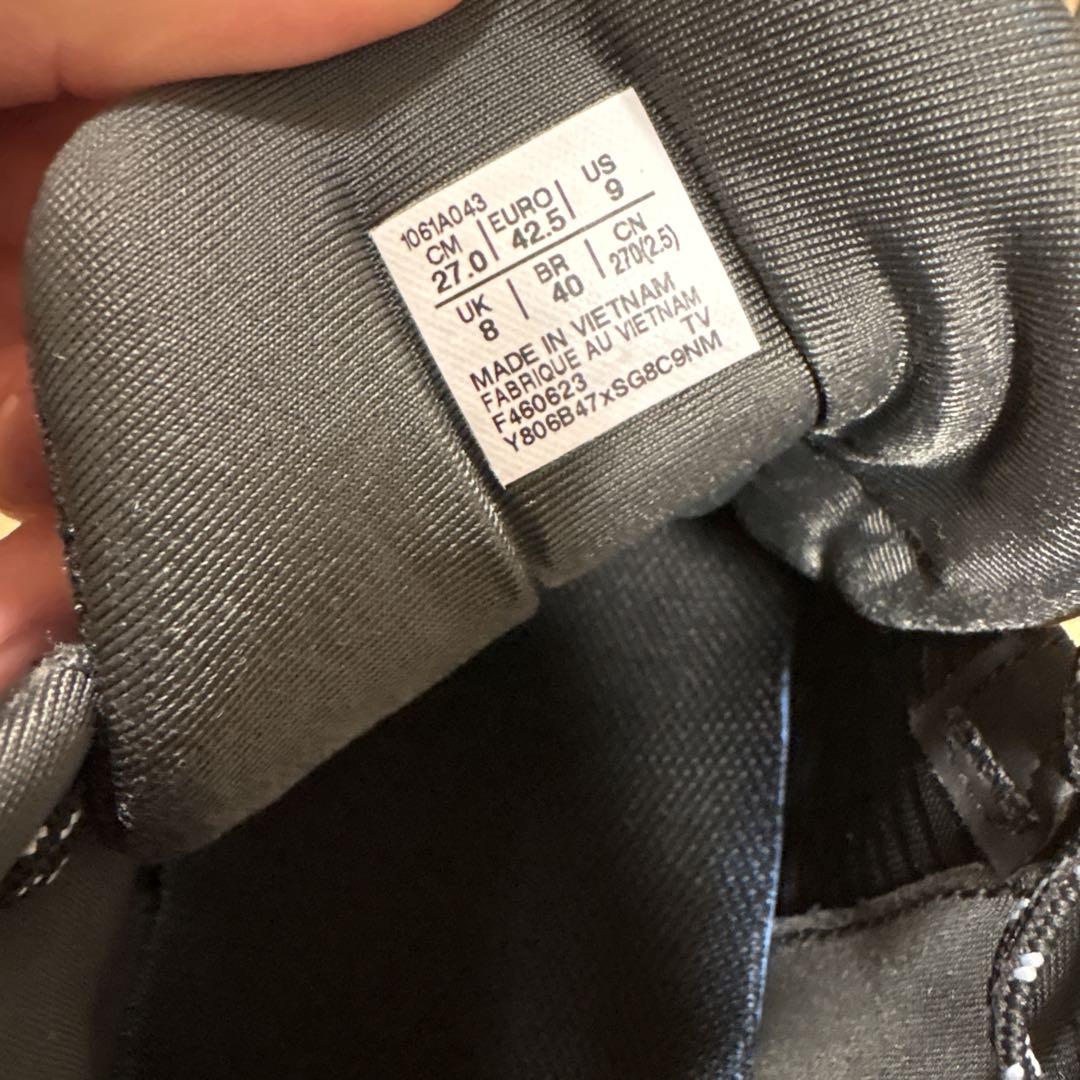 1061A043
CM | EURO | US
27.0 | 42.5 | 9
UK | BR | CN
8 | 40 | 270(2.5)
MADE IN VIETNAM
FABRIQUE AU VIETNAM
F460623 TV
Y806B47xSG8C9NM